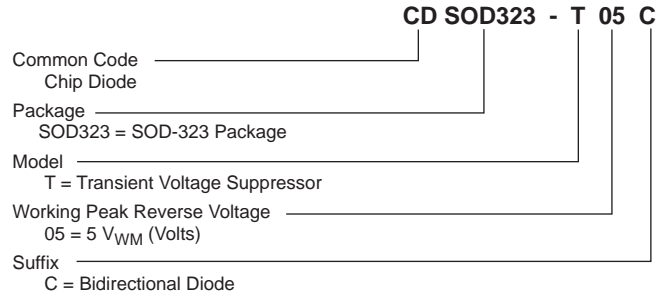 CD SOD323 - T 05 C
Common Code
Chip Diode
Package
SOD323 = SOD-323 Package
Model
T = Transient Voltage Suppressor
Working Peak Reverse Voltage
05 = 5 VWM (Volts)
Suffix
C = Bidirectional Diode